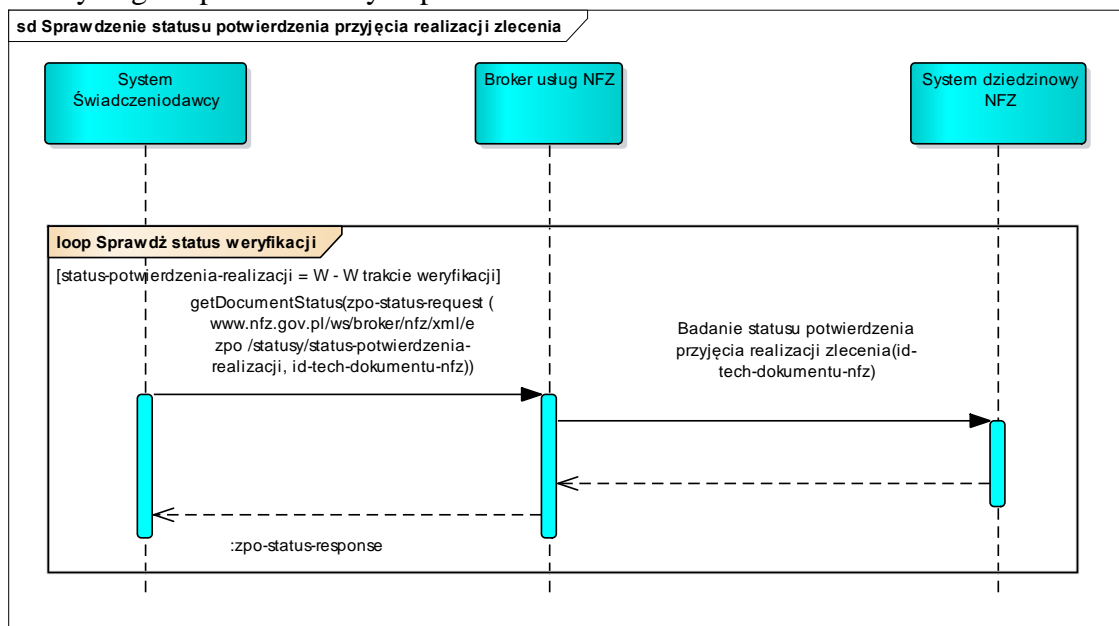 sd Sprawdzenie statusu potwierdzenia przyjęcia realizacji zlecenia
System
Świadczeniodawcy
Broker usług NFZ
System dziedzinowy
NFZ
loop Sprawdź status weryfikacji
[status-potwierdzenia-realizacji = W - W trakcie weryfikacji]
getDocumentStatus(zpo-status-request (
www.nfz.gov.pl/ws/broker/nfz/xml/e
zpo /statusy/status-potwierdzenia-
realizacji, id-tech-dokumentu-nfz))
Badanie statusu potwierdzenia
przyjęcia realizacji zlecenia(id-
tech-dokumentu-nfz)
:zpo-status-response